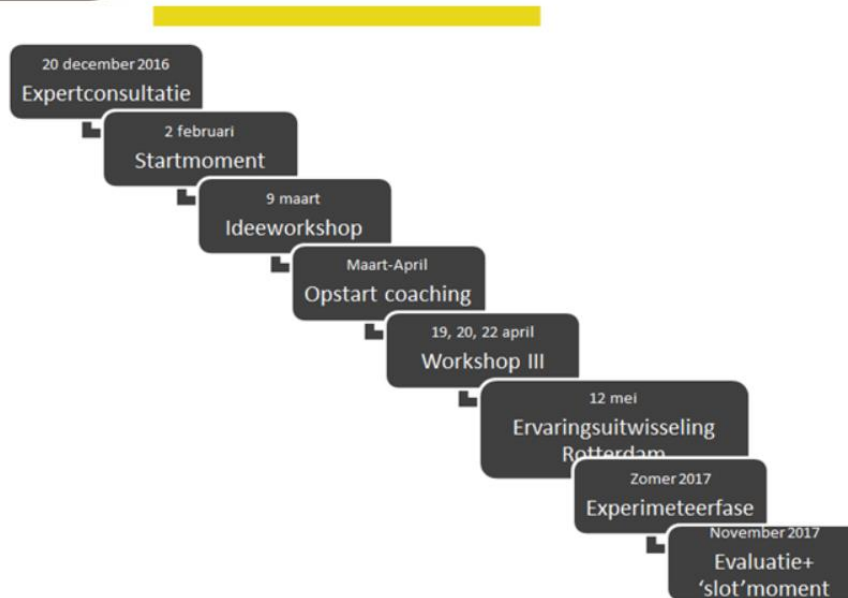 20 december 2016
Expertconsultatie
2 februari
Startmoment
9 maart
Ideeworkshop
Maart-April
Opstart coaching
19, 20, 22 april
Workshop III
12 mei
Ervaringsuitwisseling
Rotterdam
Zomer 2017
Experimeteerfase
November 2017
Evaluatie+
‘slot’moment